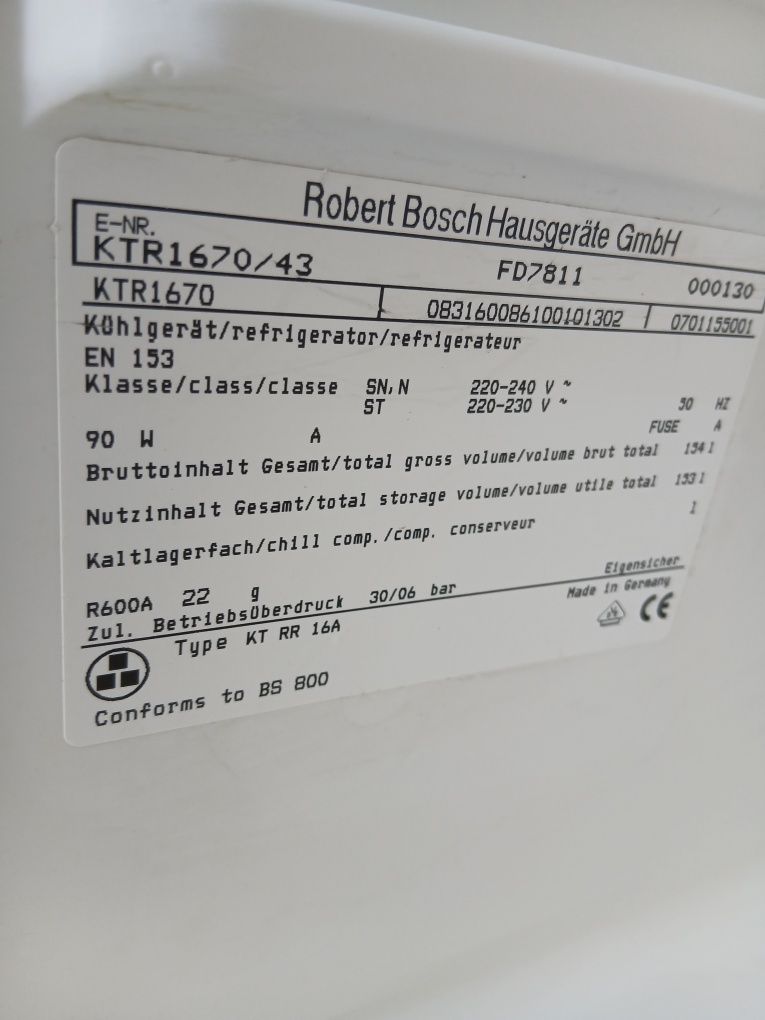 Robert Bosch Hausgeräte GmbH
E-NR.
KTR1670/43 FD7811 000130
KTR1670 083160086100101302 0701155001
Kühlgerät/refrigerator/refrigerateur
EN 153
Klasse/class/classe SN,N 220-240 V ~
ST 220-230 V ~ 50 HZ
90 W A FUSE A
Bruttoinhalt Gesamt/total gross volume/volume brut total 154 l
Nutzinhalt Gesamt/total storage volume/volume utile total 153 l
Kaltlagerfach/chill comp./comp. conserveur l
R600A 22 g Eigensicher
Zul. Betriebsüberdruck 30/06 bar Made in Germany
Type KT RR 16A CE
Conforms to BS 800